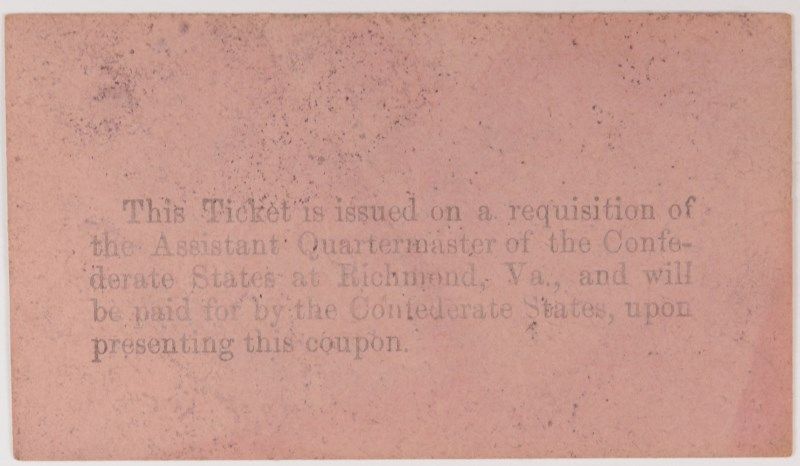 This Ticket is issued on a requisition of
the Assistant Quartermaster of the Confe-
derate States at Richmond, Va., and will
be paid for by the Confederate States, upon
presenting this coupon.